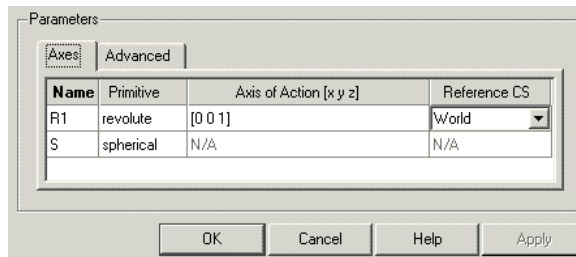 Parameters
Axes Advanced
Name Primitive Axis of Action [x y z] Reference CS
R1 revolute [0 0 1] World
S spherical N/A N/A
OK Cancel Help Apply